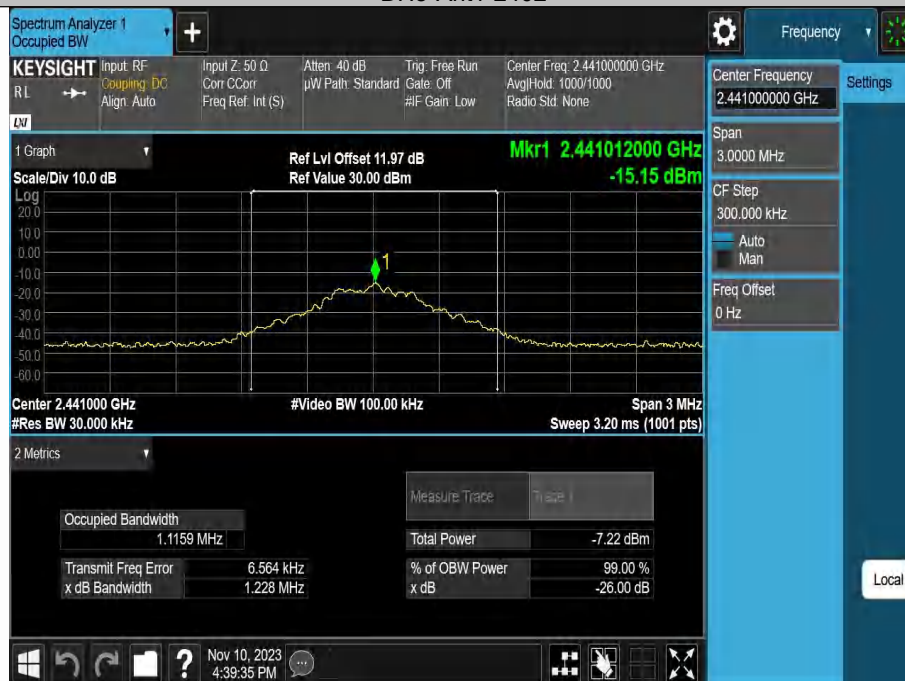 Spectrum Analyzer 1
Occupied BW
Frequency
KEYSIGHT
RL
LXI
Input: RF
Coupling: DC
Align: Auto
Input Z: 50 Ω
Corr CCorr
Freq Ref: Int (S)
Atten: 40 dB
µW Path: Standard
Trig: Free Run
Gate: Off
#IF Gain: Low
Center Freq: 2.441000000 GHz
Avg|Hold: 1000/1000
Radio Std: None
Center Frequency
2.441000000 GHz
Settings
Span
3.0000 MHz
CF Step
300.000 kHz
Auto
Man
Freq Offset
0 Hz
1 Graph
Scale/Div 10.0 dB
Ref Lvl Offset 11.97 dB
Ref Value 30.00 dBm
Mkr1 2.441012000 GHz
-15.15 dBm
Log
20.0
10.0
0.00
-10.0
-20.0
-30.0
-40.0
-50.0
-60.0
1
Center 2.441000 GHz
#Video BW 100.00 kHz
Span 3 MHz
#Res BW 30.000 kHz
Sweep 3.20 ms (1001 pts)
2 Metrics
Measure Trace
Trace 1
Occupied Bandwidth
1.1159 MHz
Total Power
-7.22 dBm
Transmit Freq Error
6.564 kHz
% of OBW Power
99.00 %
x dB Bandwidth
1.228 MHz
x dB
-26.00 dB
Local
Nov 10, 2023
4:39:35 PM